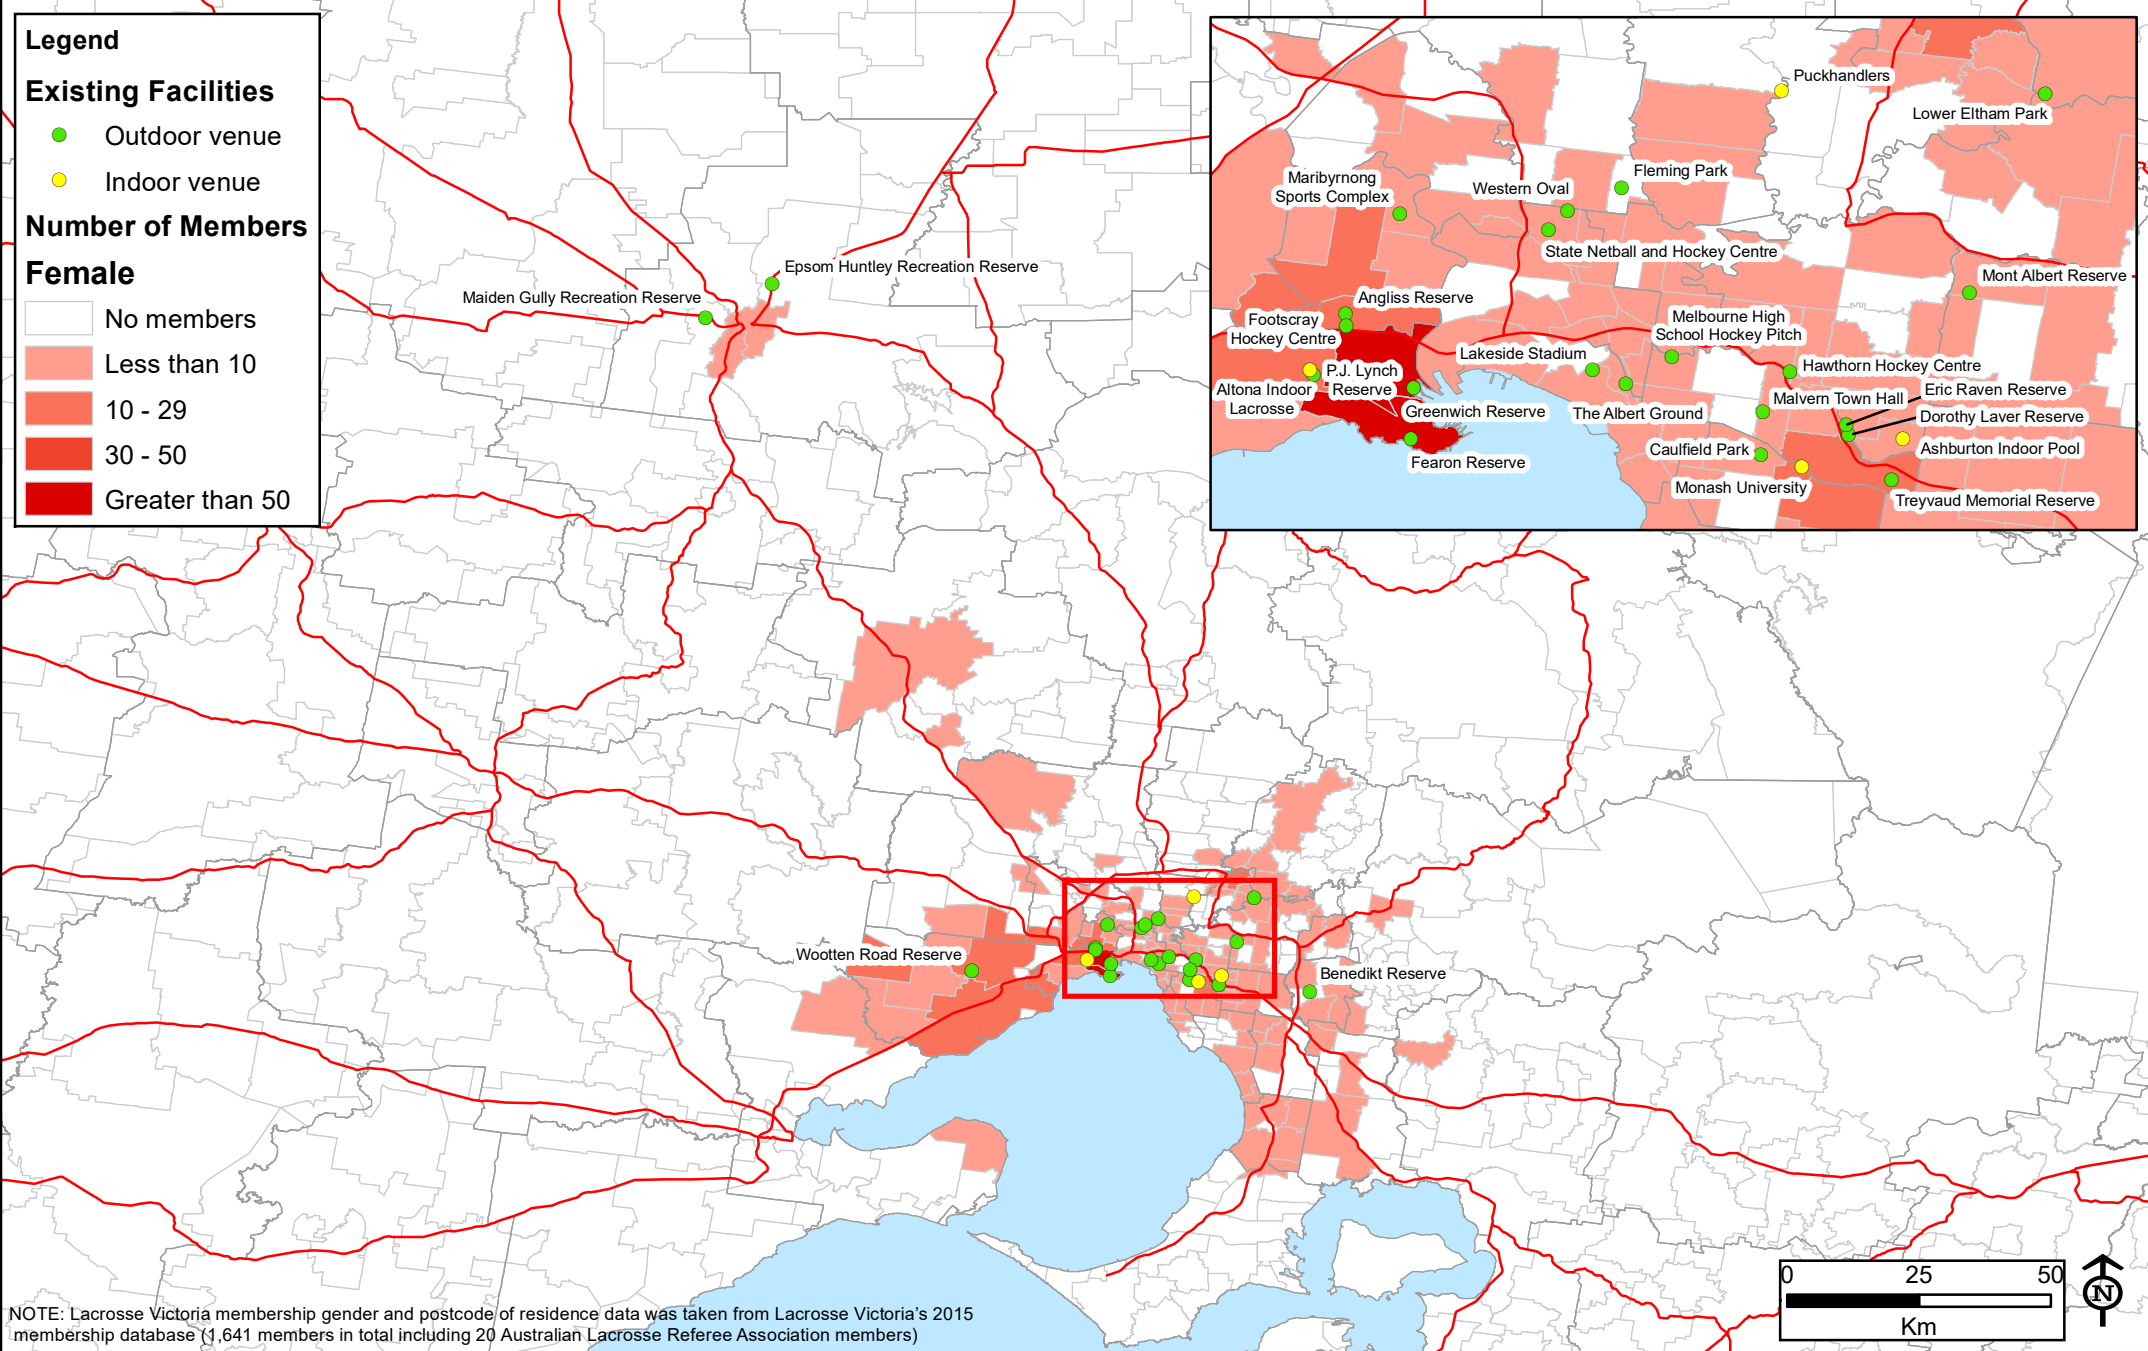 Legend
Existing Facilities
Outdoor venue
Indoor venue
Number of Members
Female
No members
Less than 10
10 - 29
30 - 50
Greater than 50
Epsom Huntley Recreation Reserve
Maiden Gully Recreation Reserve
Wootten Road Reserve
Benedikt Reserve
Puckhandlers
Lower Eltham Park
Fleming Park
Maribyrnong
Sports Complex
Western Oval
State Netball and Hockey Centre
Mont Albert Reserve
Angliss Reserve
Footscray
Hockey Centre
Melbourne High
School Hockey Pitch
Lakeside Stadium
Hawthorn Hockey Centre
P.J. Lynch
Reserve
Altona Indoor
Lacrosse
Greenwich Reserve
The Albert Ground
Malvern Town Hall
Eric Raven Reserve
Dorothy Laver Reserve
Caulfield Park
Ashburton Indoor Pool
Fearon Reserve
Monash University
Treyvaud Memorial Reserve
0 25 50
Km
N
NOTE: Lacrosse Victoria membership gender and postcode of residence data was taken from Lacrosse Victoria's 2015
membership database (1,641 members in total including 20 Australian Lacrosse Referee Association members)